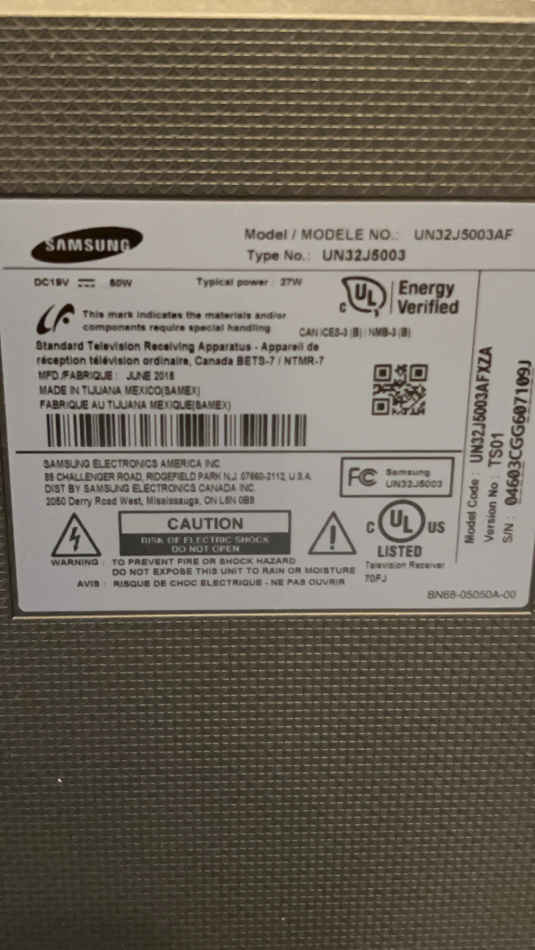 SAMSUNG
Model / MODELE NO.: UN32J5003AF
Type No.: UN32J5003
DC19V 50W Typical power : 37W
This mark indicates the materials and/or
components require special handling
c UL Energy
Verified
CAN ICES-3 (B) / NMB-3 (B)
Standard Television Receiving Apparatus - Appareil de
réception télévision ordinaire, Canada BETS-7 / NTMR-7
MFD./FABRIQUE : JUNE 2018
MADE IN TIJUANA MEXICO(SAMEX)
FABRIQUE AU TIJUANA MEXIQUE(SAMEX)
SAMSUNG ELECTRONICS AMERICA INC.
85 CHALLENGER ROAD, RIDGEFIELD PARK N.J. 07660-2112, U.S.A.
DIST BY SAMSUNG ELECTRONICS CANADA INC.
2050 Derry Road West, Mississauga, ON L5N 0B9
FC Samsung
UN32J5003
CAUTION
RISK OF ELECTRIC SHOCK
DO NOT OPEN
c UL US
LISTED
Television Receiver
70FJ
WARNING : TO PREVENT FIRE OR SHOCK HAZARD
DO NOT EXPOSE THIS UNIT TO RAIN OR MOISTURE
AVIS : RISQUE DE CHOC ELECTRIQUE - NE PAS OUVRIR
BN68-05050A-00
Model Code : UN32J5003AFXZA
Version No : TS01
S/N : 04603CGG607109J